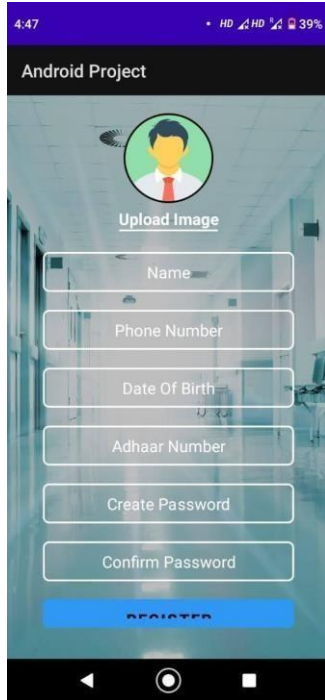 4:47
HD HD R 39%
Android Project
Upload Image
Name
Phone Number
Date Of Birth
Adhaar Number
Create Password
Confirm Password
REGISTER